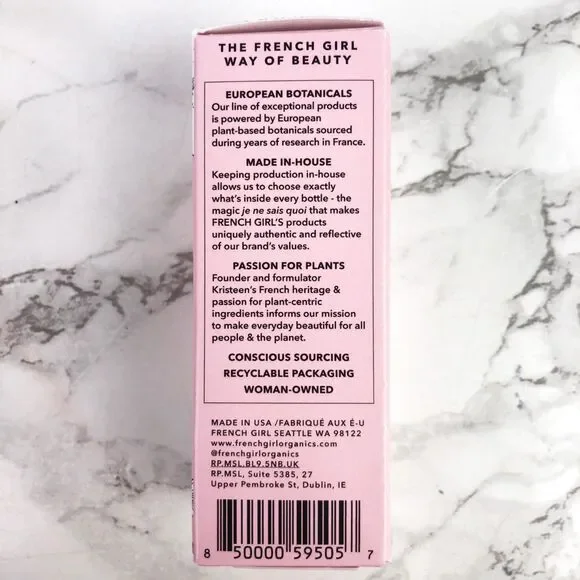 THE FRENCH GIRL
WAY OF BEAUTY
EUROPEAN BOTANICALS
Our line of exceptional products
is powered by European
plant-based botanicals sourced
during years of research in France.
MADE IN-HOUSE
Keeping production in-house
allows us to choose exactly
what's inside every bottle - the
magic je ne sais quoi that makes
FRENCH GIRL'S products
uniquely authentic and reflective
of our brand's values.
PASSION FOR PLANTS
Founder and formulator
Kristeen's French heritage &
passion for plant-centric
ingredients informs our mission
to make everyday beautiful for all
people & the planet.
CONSCIOUS SOURCING
RECYCLABLE PACKAGING
WOMAN-OWNED
MADE IN USA /FABRIQUÉ AUX É-U
FRENCH GIRL SEATTLE WA 98122
www.frenchgirlorganics.com
@frenchgirlorganics
RP.MSL.BL9.5NB.UK
RP.MSL, Suite 5385, 27
Upper Pembroke St, Dublin, IE
8 50000 59505 7